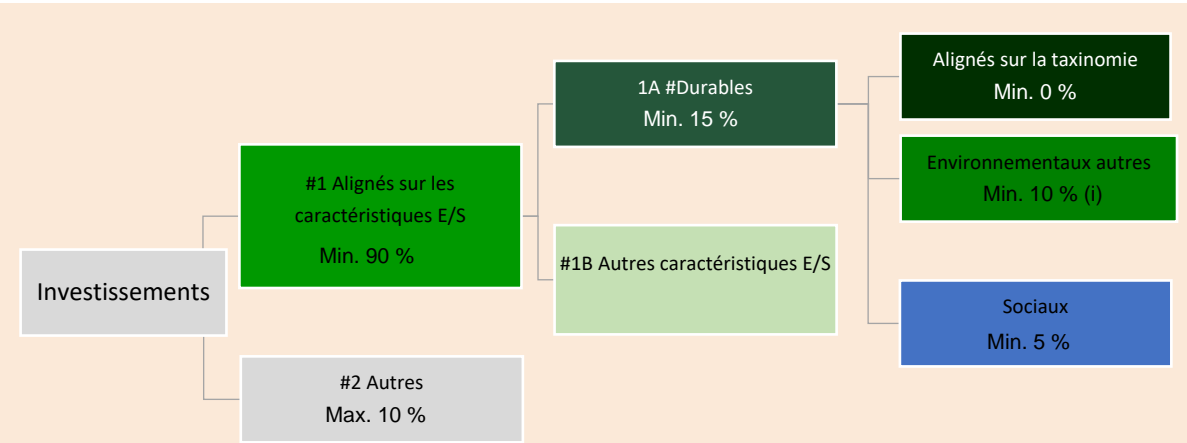 Investissements
#1 Alignés sur les
caractéristiques E/S
Min. 90 %
#2 Autres
Max. 10 %
1A #Durables
Min. 15 %
#1B Autres caractéristiques E/S
Alignés sur la taxinomie
Min. 0 %
Environnementaux autres
Min. 10 % (i)
Sociaux
Min. 5 %